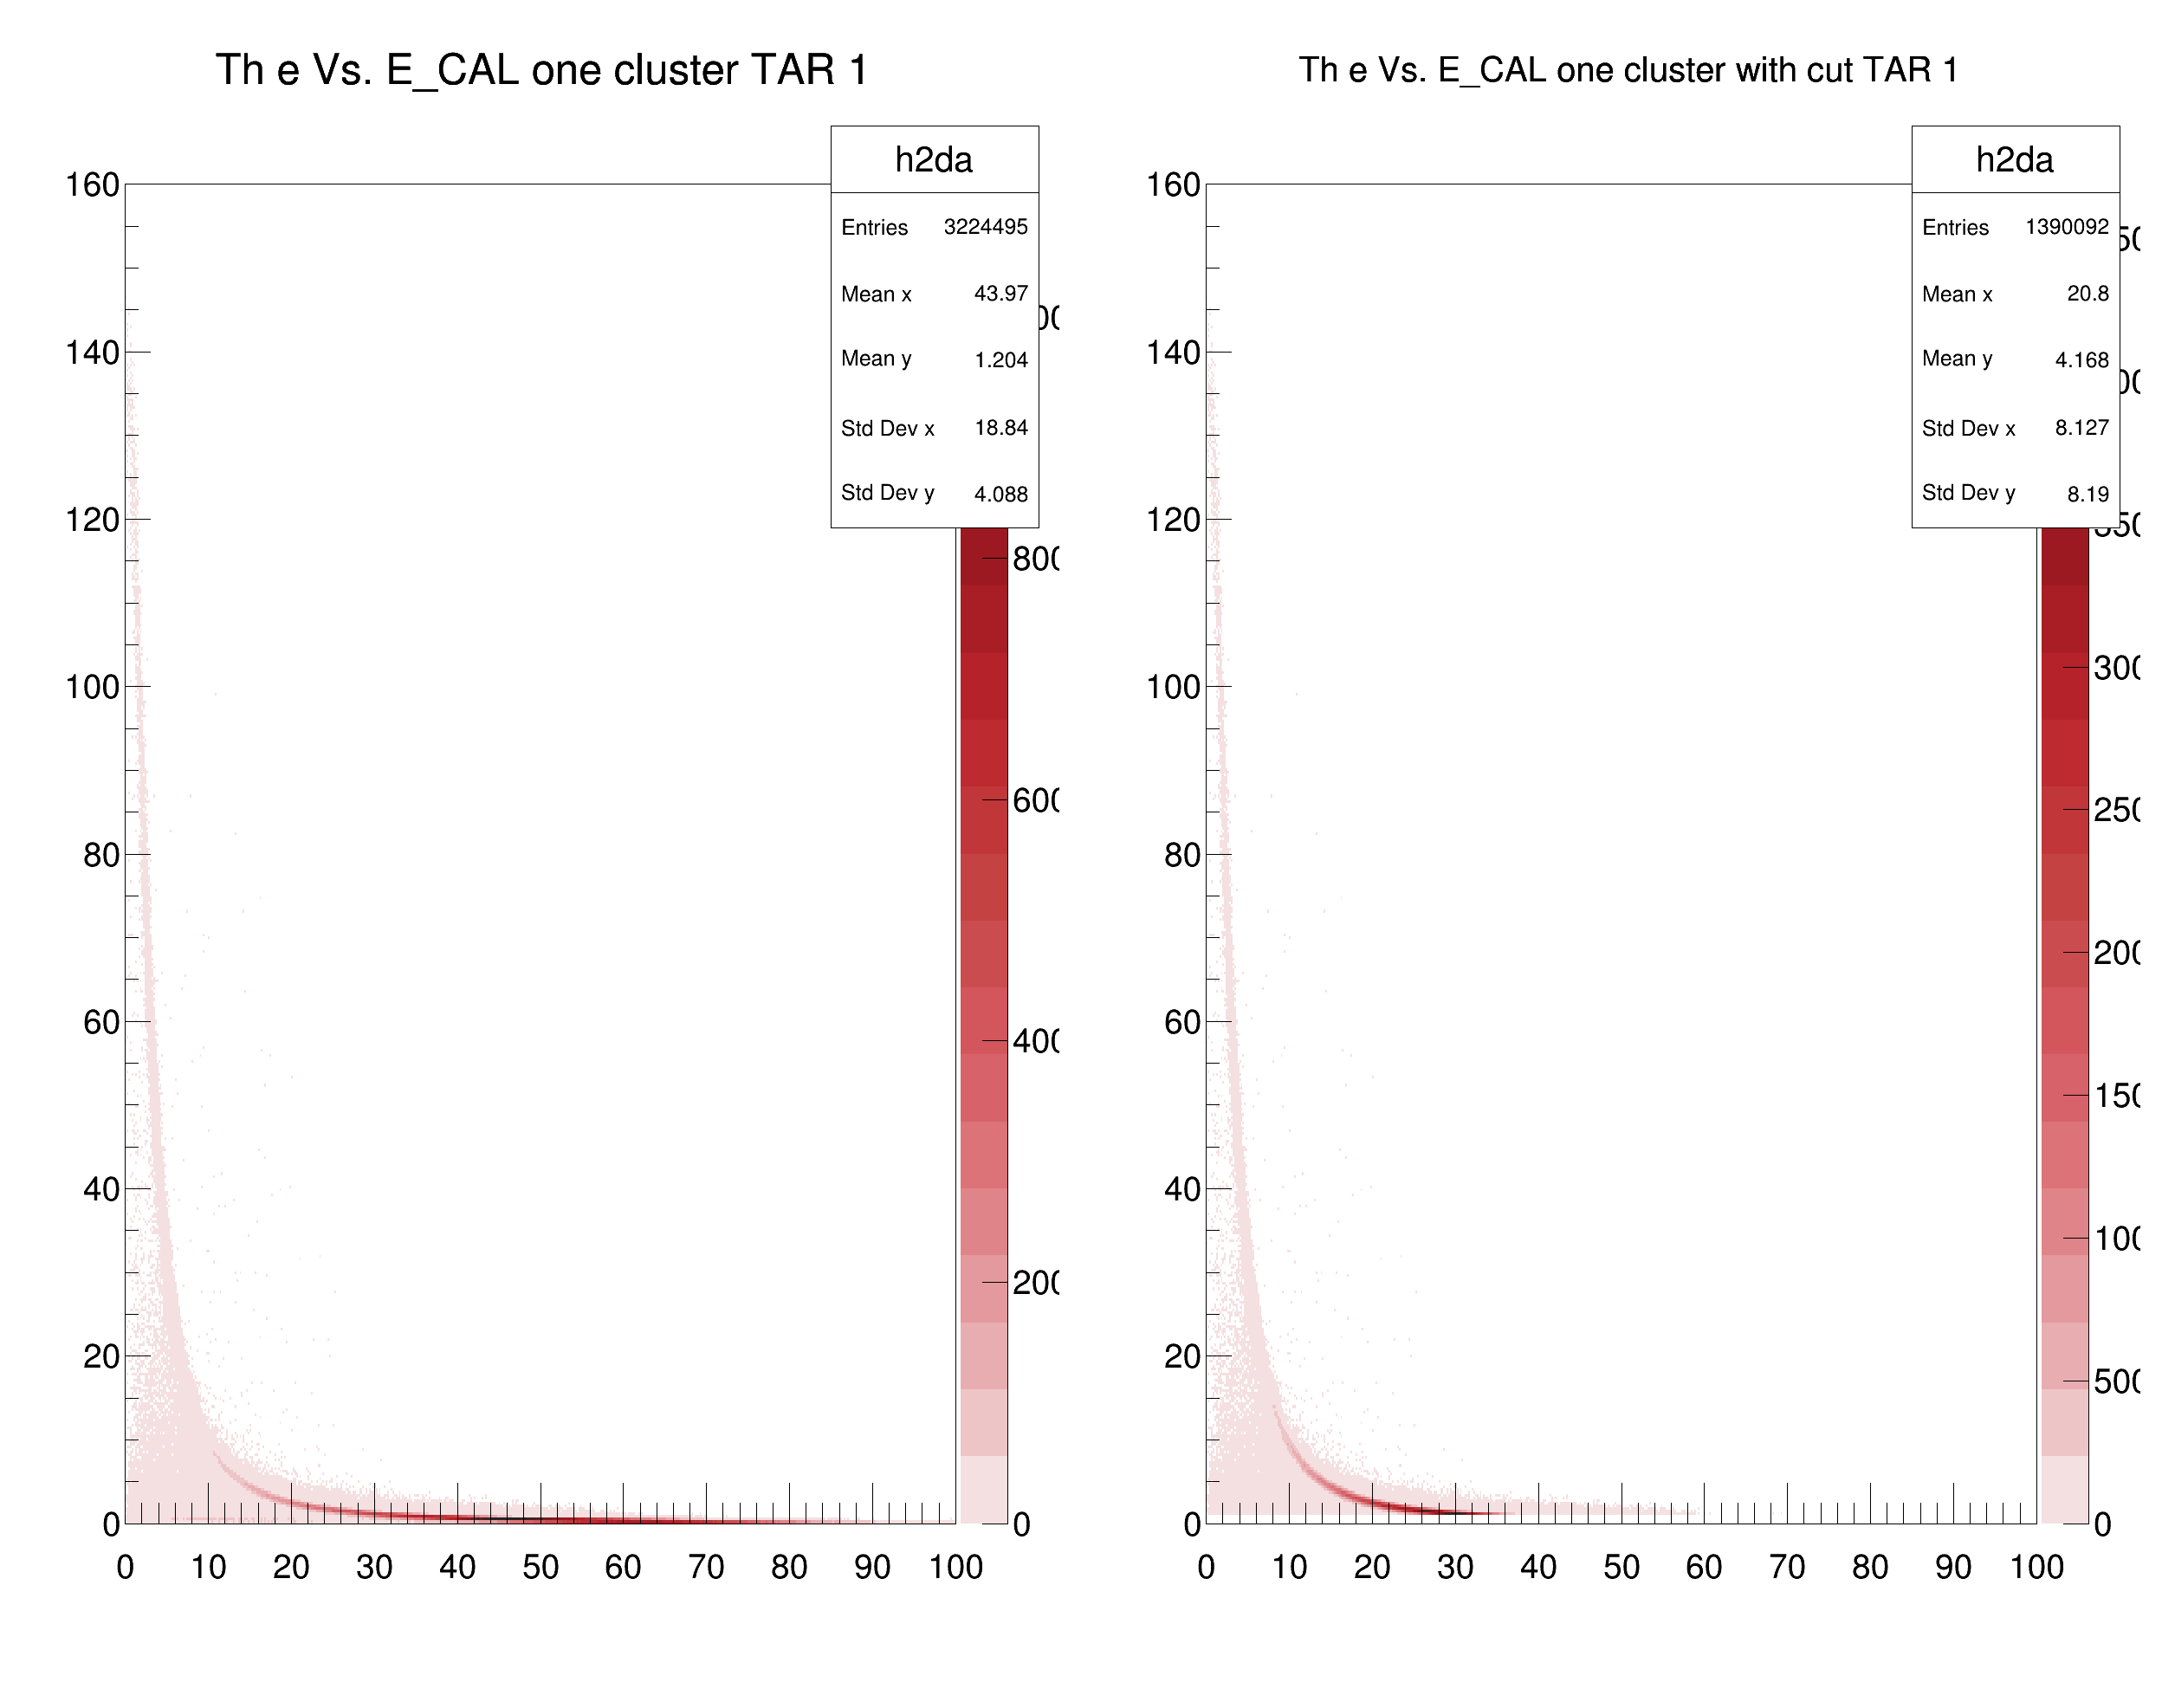 Th e Vs. E_CAL one cluster TAR 1
h2da
Entries 3224495
Mean x 43.97
Mean y 1.204
Std Dev x 18.84
Std Dev y 4.088
160
140
120
100
80
60
40
20
0
0 10 20 30 40 50 60 70 80 90 100
0
Th e Vs. E_CAL one cluster with cut TAR 1
h2da
Entries 1390092
Mean x 20.8
Mean y 4.168
Std Dev x 8.127
Std Dev y 8.19
160
140
120
100
80
60
40
20
0
0 10 20 30 40 50 60 70 80 90 100
0